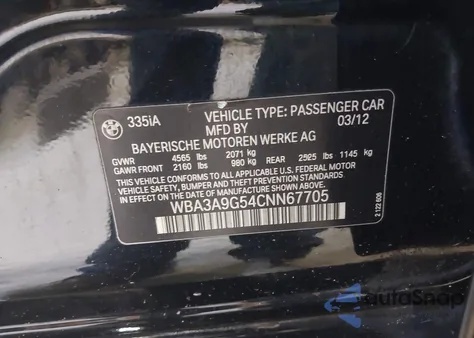 335iA
VEHICLE TYPE: PASSENGER CAR
MFD BY 03/12
BAYERISCHE MOTOREN WERKE AG
GVWR 4565 lbs 2071 kg
GAWR FRONT 2160 lbs 980 kg REAR 2525 lbs 1145 kg
THIS VEHICLE CONFORMS TO ALL APPLICABLE U.S. FEDERAL MOTOR
VEHICLE SAFETY, BUMPER, AND THEFT PREVENTION STANDARDS
IN EFFECT ON THE DATE OF MANUFACTURE SHOWN ABOVE.
WBA3A9G54CNN67705
AutoSnap